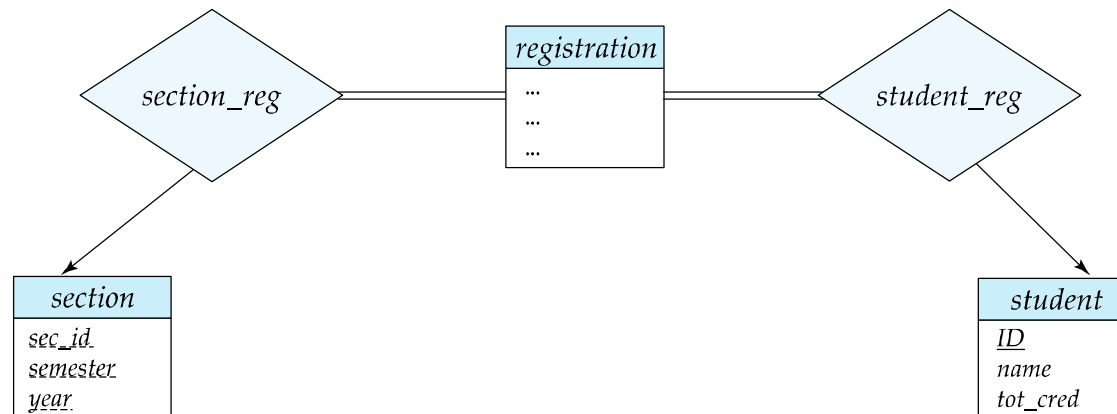 registration
...
...
...
section_reg
student_reg
section
sec_id
semester
year
student
ID
name
tot_cred